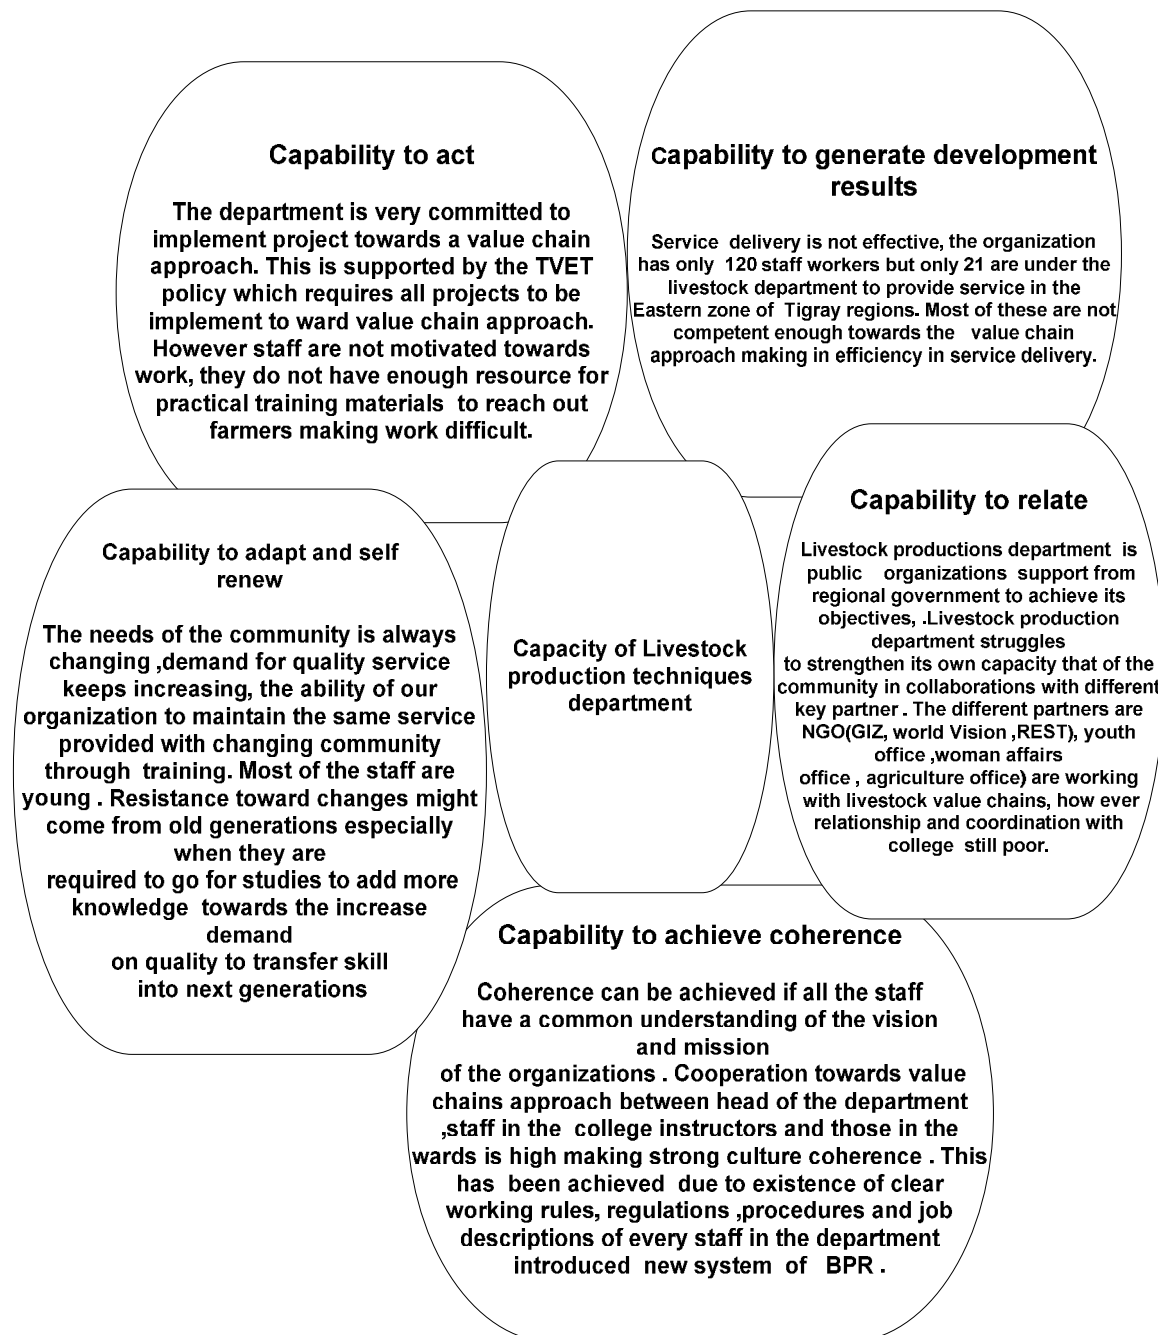 Capability to act
The department is very committed to
implement project towards a value chain
approach. This is supported by the TVET
policy which requires all projects to be
implement to ward value chain approach.
However staff are not motivated towards
work, they do not have enough resource for
practical training materials to reach out
farmers making work difficult.
Capability to generate development
results
Service delivery is not effective, the organization
has only 120 staff workers but only 21 are under the
livestock department to provide service in the
Eastern zone of Tigray regions. Most of these are not
competent enough towards the value chain
approach making in efficiency in service delivery.
Capability to adapt and self
renew
The needs of the community is always
changing ,demand for quality service
keeps increasing, the ability of our
organization to maintain the same service
provided with changing community
through training. Most of the staff are
young . Resistance toward changes might
come from old generations especially
when they are
required to go for studies to add more
knowledge towards the increase
demand
on quality to transfer skill
into next generations
Capacity of Livestock
production techniques
department
Capability to relate
Livestock productions department is
public organizations support from
regional government to achieve its
objectives, .Livestock production
department struggles
to strengthen its own capacity that of the
community in collaborations with different
key partner . The different partners are
NGO(GIZ, world Vision ,REST), youth
office ,woman affairs
office , agriculture office) are working
with livestock value chains, how ever
relationship and coordination with
college still poor.
Capability to achieve coherence
Coherence can be achieved if all the staff
have a common understanding of the vision
and mission
of the organizations . Cooperation towards value
chains approach between head of the department
,staff in the college instructors and those in the
wards is high making strong culture coherence . This
has been achieved due to existence of clear
working rules, regulations ,procedures and job
descriptions of every staff in the department
introduced new system of BPR .